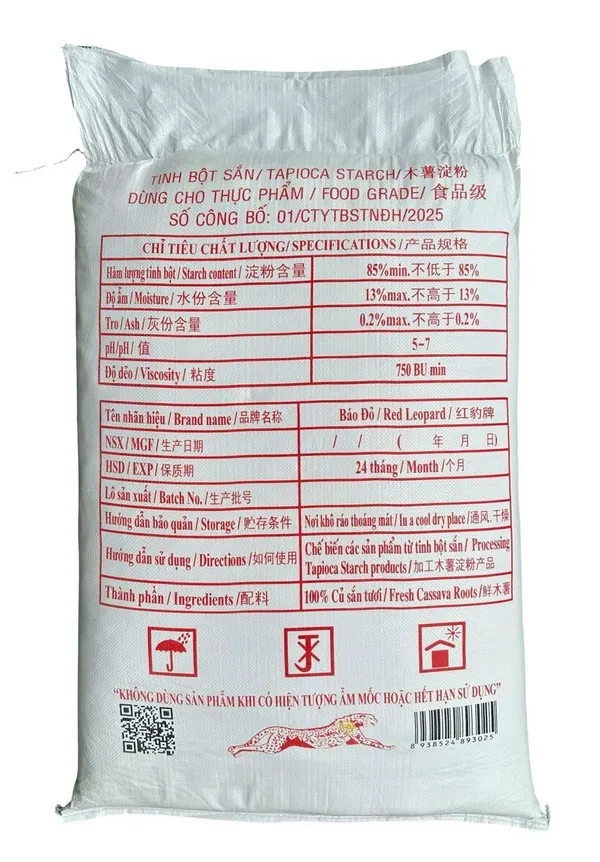 TINH BỘT SẮN/ TAPIOCA STARCH/ 木薯淀粉
DÙNG CHO THỰC PHẨM / FOOD GRADE/ 食品级
SỐ CÔNG BỐ: 01/CTYTBSTNĐH/2025
CHỈ TIÊU CHẤT LƯỢNG/ SPECIFICATIONS /产品规格
Hàm lượng tinh bột / Starch content / 淀粉含量 85%min.不低于 85%
Độ ẩm / Moisture / 水份含量 13%max.不高于 13%
Tro / Ash / 灰份含量 0.2%max.不高于0.2%
pH/pH/ 值 5-7
Độ dẻo / Viscosity / 粘度 750 BU min
Tên nhãn hiệu / Brand name / 品牌名称 Báo Đỏ / Red Leopard / 红豹牌
NSX / MGF / 生产日期 / / ( 年 月 日)
HSD / EXP / 保质期 24 tháng / Month /个月
Lô sản xuất / Batch No. / 生产批号
Hướng dẫn bảo quản / Storage / 贮存条件 Nơi khô ráo thoáng mát / In a cool dry place / 通风,干燥
Hướng dẫn sử dụng / Directions / 如何使用 Chế biến các sản phẩm từ tinh bột sắn / Processing
Tapioca Starch products / 加工木薯淀粉产品
Thành phần / Ingredients / 配料 100% Củ sắn tươi / Fresh Cassava Roots / 鲜木薯
“KHÔNG DÙNG SẢN PHẨM KHI CÓ HIỆN TƯỢNG ẨM MỐC HOẶC HẾT HẠN SỬ DỤNG”
8 938524 893025